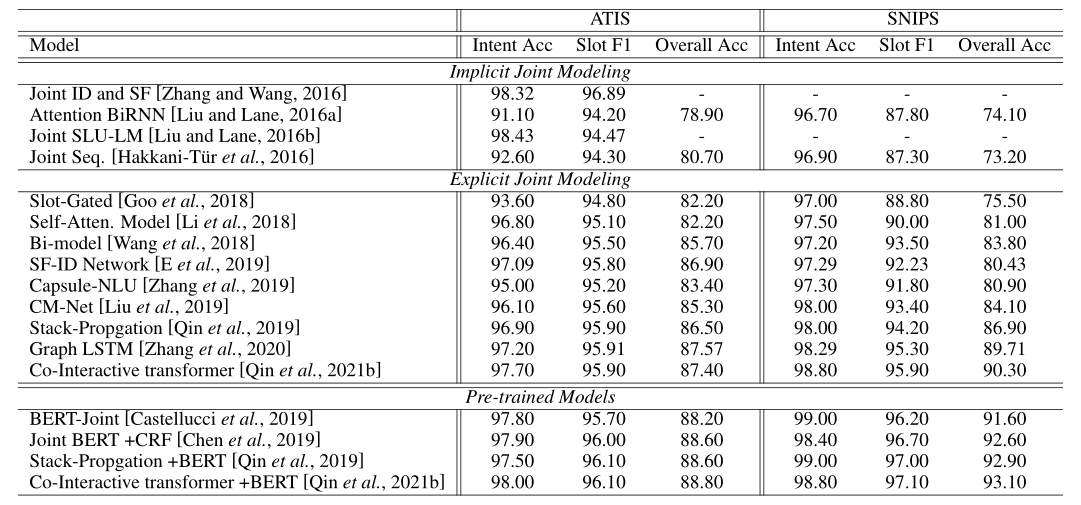 ATIS SNIPS
Model Intent Acc Slot F1 Overall Acc Intent Acc Slot F1 Overall Acc
Implicit Joint Modeling
Joint ID and SF [Zhang and Wang, 2016] 98.32 96.89 - - - -
Attention BiRNN [Liu and Lane, 2016a] 91.10 94.20 78.90 96.70 87.80 74.10
Joint SLU-LM [Liu and Lane, 2016b] 98.43 94.47 - - - -
Joint Seq. [Hakkani-Tür et al., 2016] 92.60 94.30 80.70 96.90 87.30 73.20
Explicit Joint Modeling
Slot-Gated [Goo et al., 2018] 93.60 94.80 82.20 97.00 88.80 75.50
Self-Atten. Model [Li et al., 2018] 96.80 95.10 82.20 97.50 90.00 81.00
Bi-model [Wang et al., 2018] 96.40 95.50 85.70 97.20 93.50 83.80
SF-ID Network [E et al., 2019] 97.09 95.80 86.90 97.29 92.23 80.43
Capsule-NLU [Zhang et al., 2019] 95.00 95.20 83.40 97.30 91.80 80.90
CM-Net [Liu et al., 2019] 96.10 95.60 85.30 98.00 93.40 84.10
Stack-Propgation [Qin et al., 2019] 96.90 95.90 86.50 98.00 94.20 86.90
Graph LSTM [Zhang et al., 2020] 97.20 95.91 87.57 98.29 95.30 89.71
Co-Interactive transformer [Qin et al., 2021b] 97.70 95.90 87.40 98.80 95.90 90.30
Pre-trained Models
BERT-Joint [Castellucci et al., 2019] 97.80 95.70 88.20 99.00 96.20 91.60
Joint BERT +CRF [Chen et al., 2019] 97.90 96.00 88.60 98.40 96.70 92.60
Stack-Propgation +BERT [Qin et al., 2019] 97.50 96.10 88.60 99.00 97.00 92.90
Co-Interactive transformer +BERT [Qin et al., 2021b] 98.00 96.10 88.80 98.80 97.10 93.10